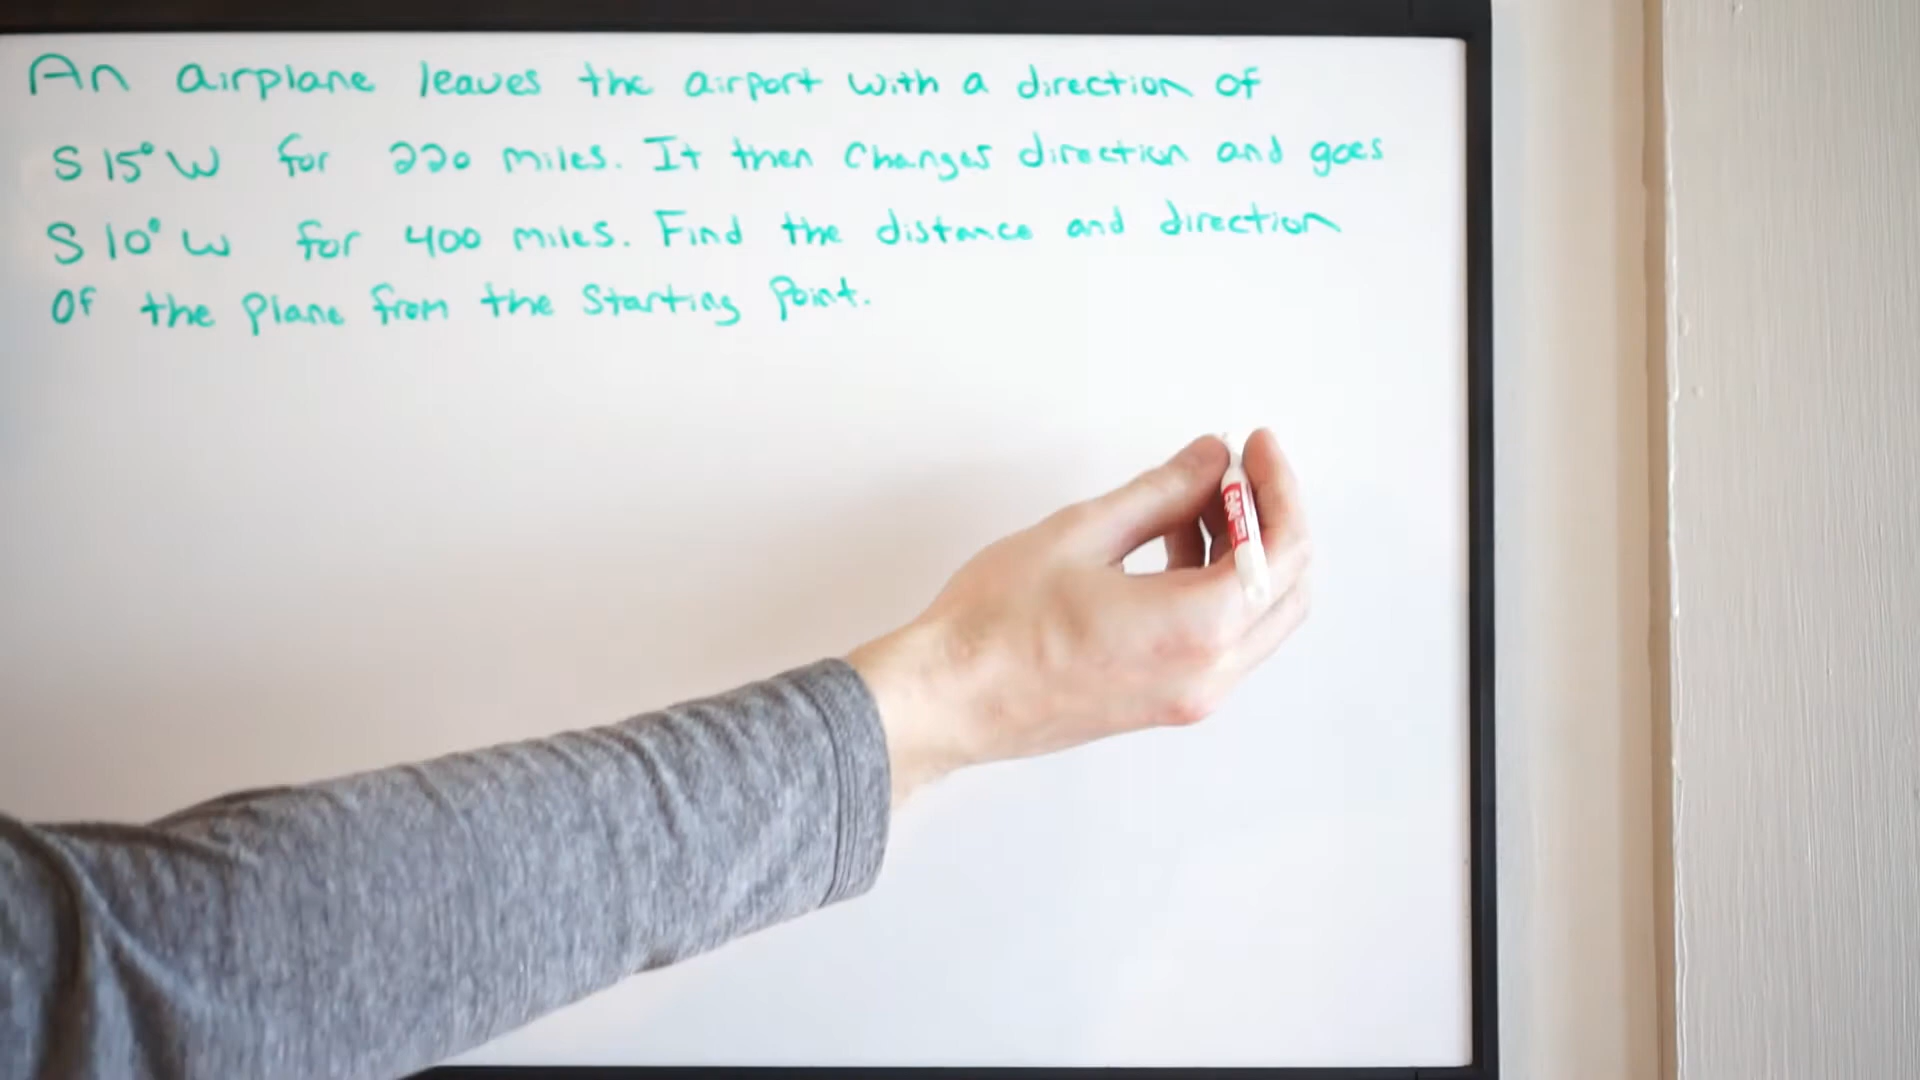 An airplane leaves the airport with a direction of
S 15° W for 220 miles. It then changes direction and goes
S 10° W for 400 miles. Find the distance and direction
Of the plane from the starting point.